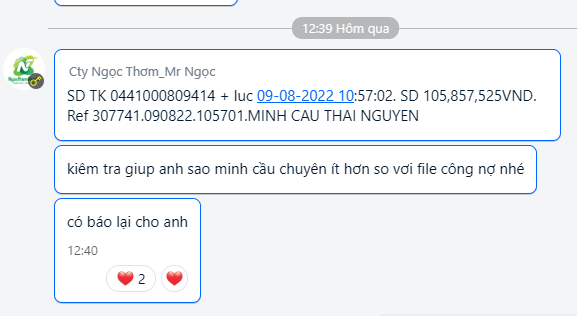 12:39 Hôm qua
Cty Ngọc Thơm_Mr Ngọc
SD TK 0441000809414 + luc 09-08-2022 10:57:02. SD 105,857,525VND.
Ref 307741.090822.105701.MINH CAU THAI NGUYEN
kiêm tra giup anh sao minh cầu chuyên ít hơn so vơi file công nợ nhé
có báo lại cho anh
12:40
2